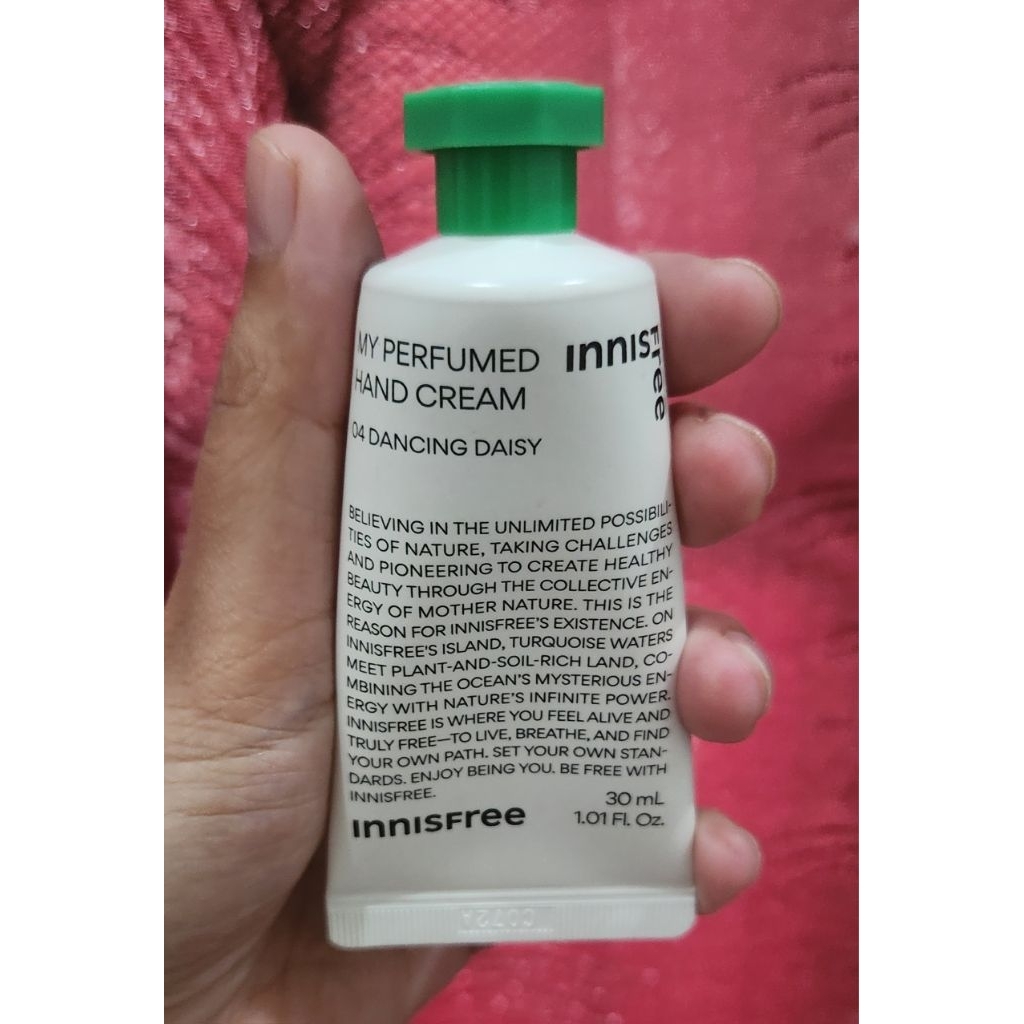 MY PERFUMED
HAND CREAM
04 DANCING DAISY
INNISFree
BELIEVING IN THE UNLIMITED POSSIBILI-
TIES OF NATURE, TAKING CHALLENGES
AND PIONEERING TO CREATE HEALTHY
BEAUTY THROUGH THE COLLECTIVE EN-
ERGY OF MOTHER NATURE. THIS IS THE
REASON FOR INNISFREE'S EXISTENCE. ON
INNISFREE'S ISLAND, TURQUOISE WATERS
MEET PLANT-AND-SOIL-RICH LAND, CO-
MBINING THE OCEAN'S MYSTERIOUS EN-
ERGY WITH NATURE'S INFINITE POWER.
INNISFREE IS WHERE YOU FEEL ALIVE AND
TRULY FREE—TO LIVE, BREATHE, AND FIND
YOUR OWN PATH. SET YOUR OWN STAN-
DARDS. ENJOY BEING YOU. BE FREE WITH
INNISFREE.
INNISFree
30 mL
1.01 Fl. Oz.